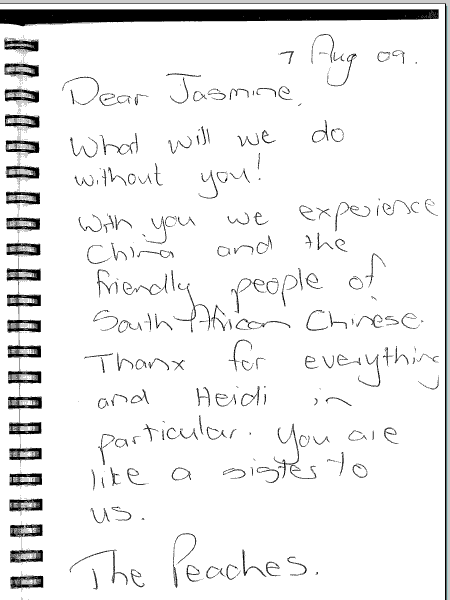 7 Aug 09.
Dear Jasmine,
What will we do
without you!
With you we experience
China and the
friendly people of
South African Chinese.
Thanx for everything
and Heidi in
particular. You are
like a sister to
us.
The Peaches.